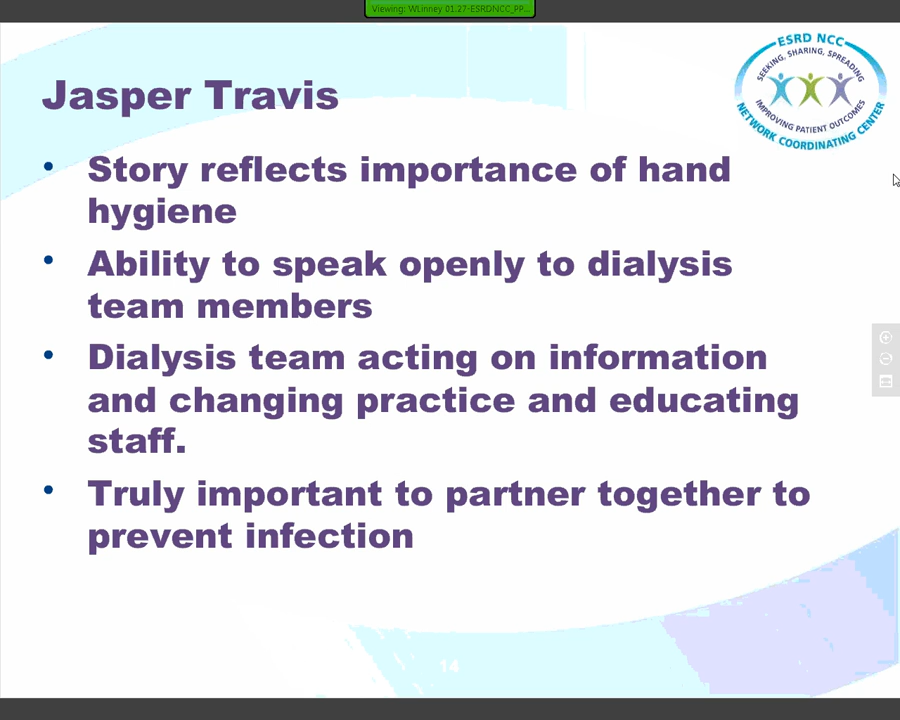 Viewing: WLinney 01.27-ESRDNCC_PP...
ESRD NCC
SEEKING, SHARING, SPREADING
IMPROVING PATIENT OUTCOMES
NETWORK COORDINATING CENTER
Jasper Travis
• Story reflects importance of hand
hygiene
• Ability to speak openly to dialysis
team members
• Dialysis team acting on information
and changing practice and educating
staff.
• Truly important to partner together to
prevent infection
14